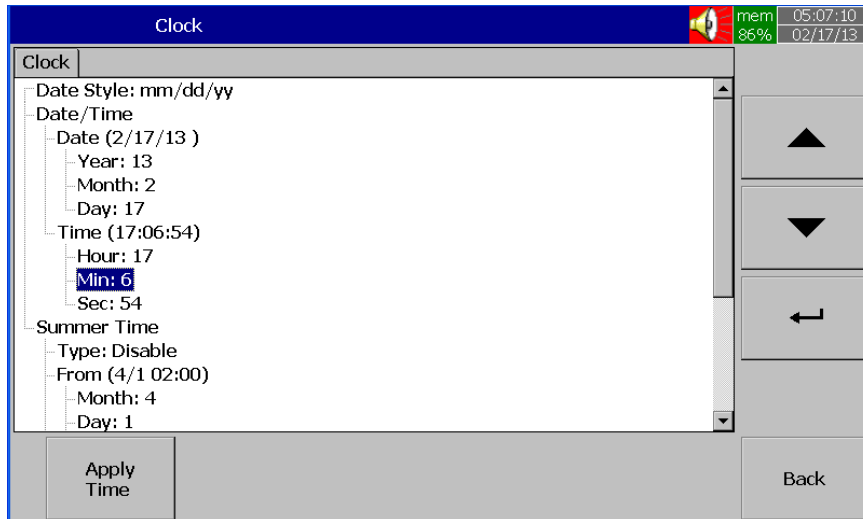 Clock
mem 05:07:10
86% 02/17/13
Clock
Date Style: mm/dd/yy
Date/Time
Date (2/17/13 )
Year: 13
Month: 2
Day: 17
Time (17:06:54)
Hour: 17
Min: 6
Sec: 54
Summer Time
Type: Disable
From (4/1 02:00)
Month: 4
Day: 1
Apply
Time
Back